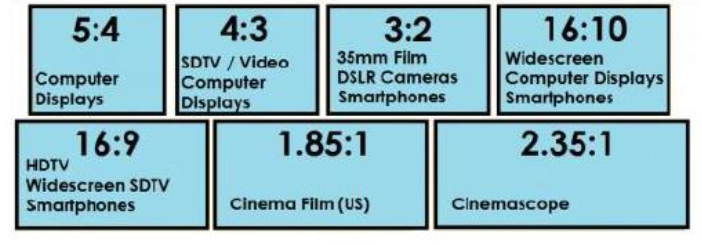 5:4
Computer
Displays
4:3
SDTV / Video
Computer
Displays
3:2
35mm Film
DSLR Cameras
Smartphones
16:10
Widescreen
Computer Displays
Smartphones
16:9
HDTV
Widescreen SDTV
Smartphones
1.85:1
Cinema Film (US)
2.35:1
Cinemascope